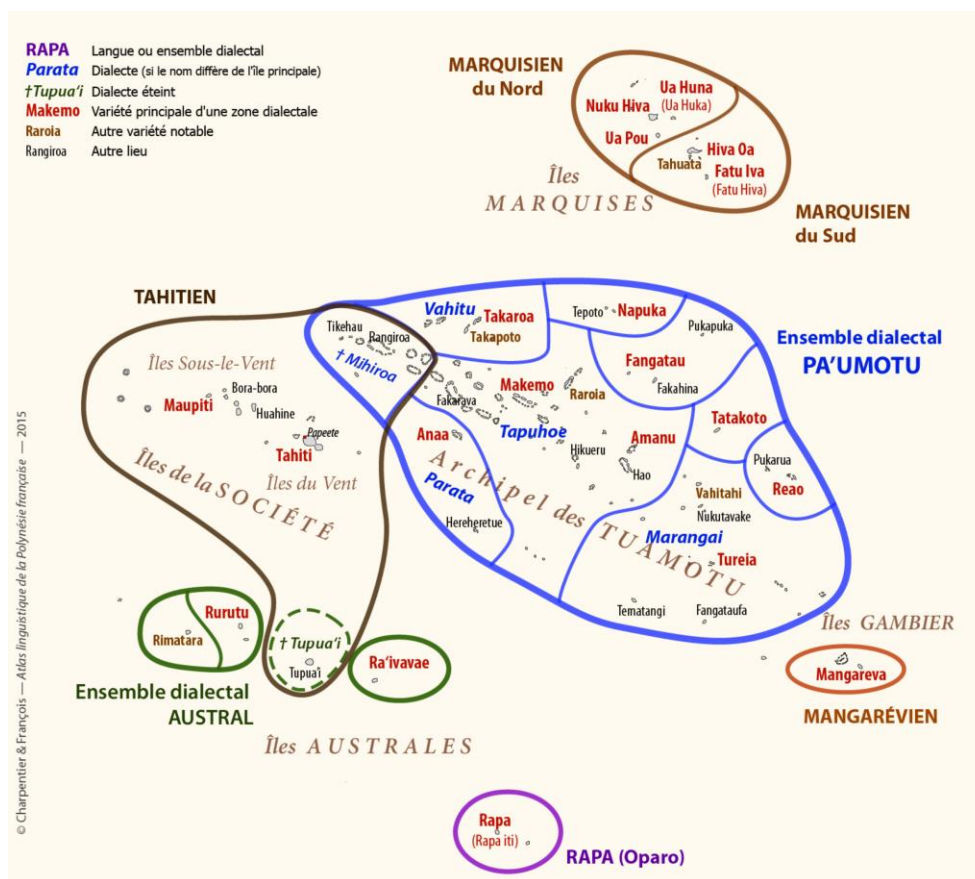 RAPA Langue ou ensemble dialectal
Parata Dialecte (si le nom diffère de l'île principale)
†Tupua'i Dialecte éteint
Makemo Variété principale d'une zone dialectale
Raroia Autre variété notable
Rangiroa Autre lieu
MARQUISIEN
du Nord
Ua Huna
(Ua Huka)
Nuku Hiva
Ua Pou
Hiva Oa
Tahuata
Fatu Iva
(Fatu Hiva)
Îles
MARQUISES
MARQUISIEN
du Sud
TAHITIEN
Vahitu
Takaroa
Takapoto
Tepoto
Napuka
Pukapuka
Tikehau
Rangiroa
† Mihiroa
Ensemble dialectal
PA'UMOTU
Îles Sous-le-Vent
Bora-bora
Maupiti
Huahine
Papeete
Tahiti
Îles du Vent
Îles de la SOCIÉTÉ
Fangatau
Fakahina
Makemo
Raroia
Fakarava
Tapuhoe
Hikueru
Amanu
Hao
Tatakoto
Pukarua
Reao
Anaa
Parata
Hereheretue
Archipel des TUAMOTU
Vahitahi
Nukutavake
Marangai
Tureia
Tematangi
Fangataufa
Îles GAMBIER
Mangareva
MANGARÉVIEN
Rurutu
Rimatara
† Tupua'i
Tupua'i
Ra'ivavae
Ensemble dialectal
AUSTRAL
Îles AUSTRALES
Rapa
(Rapa iti)
RAPA (Oparo)
© Charpentier & François — Atlas linguistique de la Polynésie française — 2015